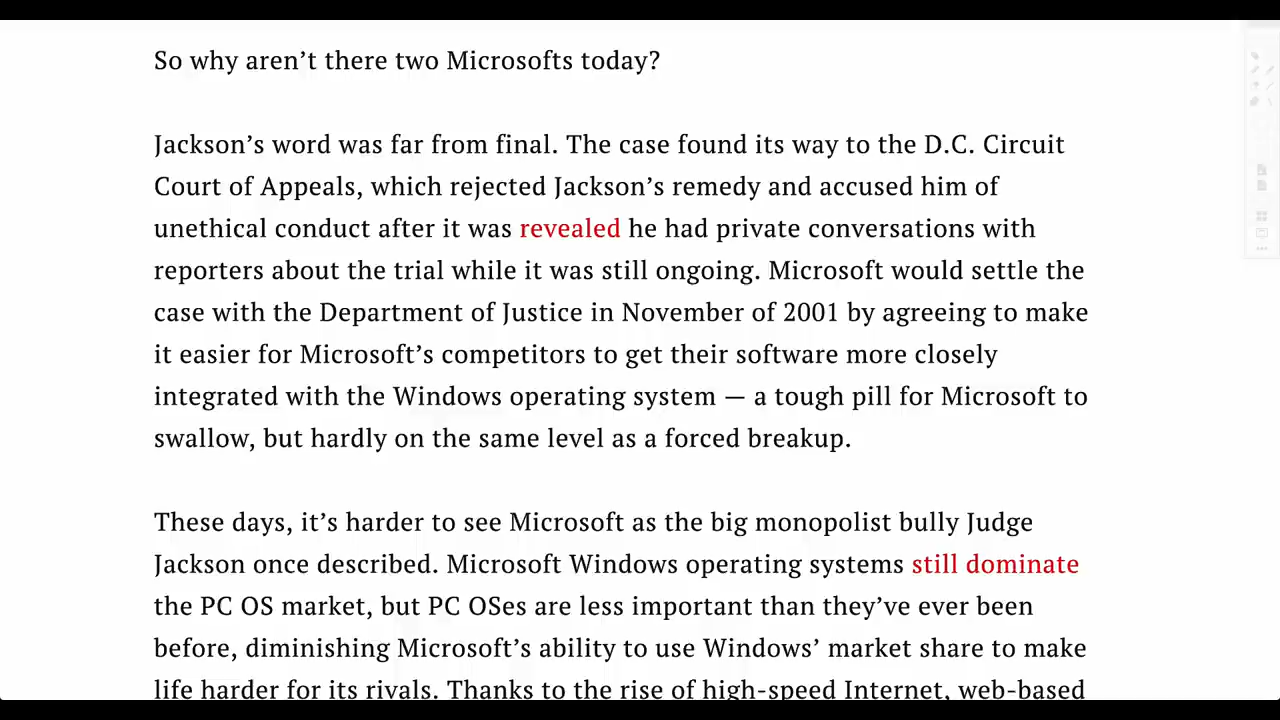 So why aren’t there two Microsofts today?
Jackson’s word was far from final. The case found its way to the D.C. Circuit
Court of Appeals, which rejected Jackson’s remedy and accused him of
unethical conduct after it was revealed he had private conversations with
reporters about the trial while it was still ongoing. Microsoft would settle the
case with the Department of Justice in November of 2001 by agreeing to make
it easier for Microsoft’s competitors to get their software more closely
integrated with the Windows operating system — a tough pill for Microsoft to
swallow, but hardly on the same level as a forced breakup.
These days, it’s harder to see Microsoft as the big monopolist bully Judge
Jackson once described. Microsoft Windows operating systems still dominate
the PC OS market, but PC OSes are less important than they’ve ever been
before, diminishing Microsoft’s ability to use Windows’ market share to make
life harder for its rivals. Thanks to the rise of high-speed Internet, web-based